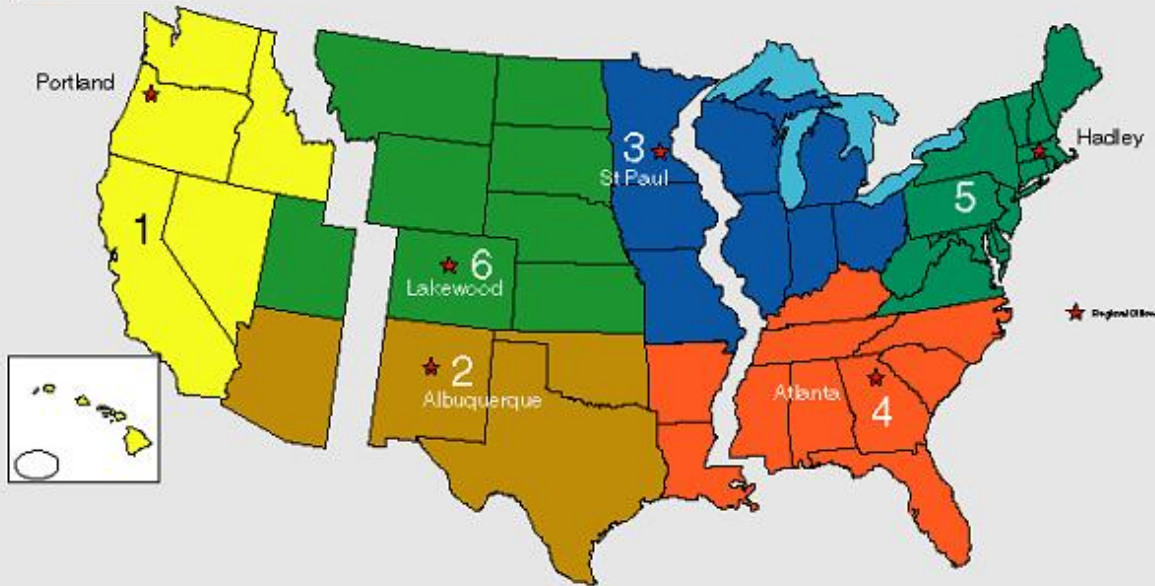 Portland
Hadley
3
St Paul
5
1
6
Lakewood
2
Albuquerque
Atlanta
4